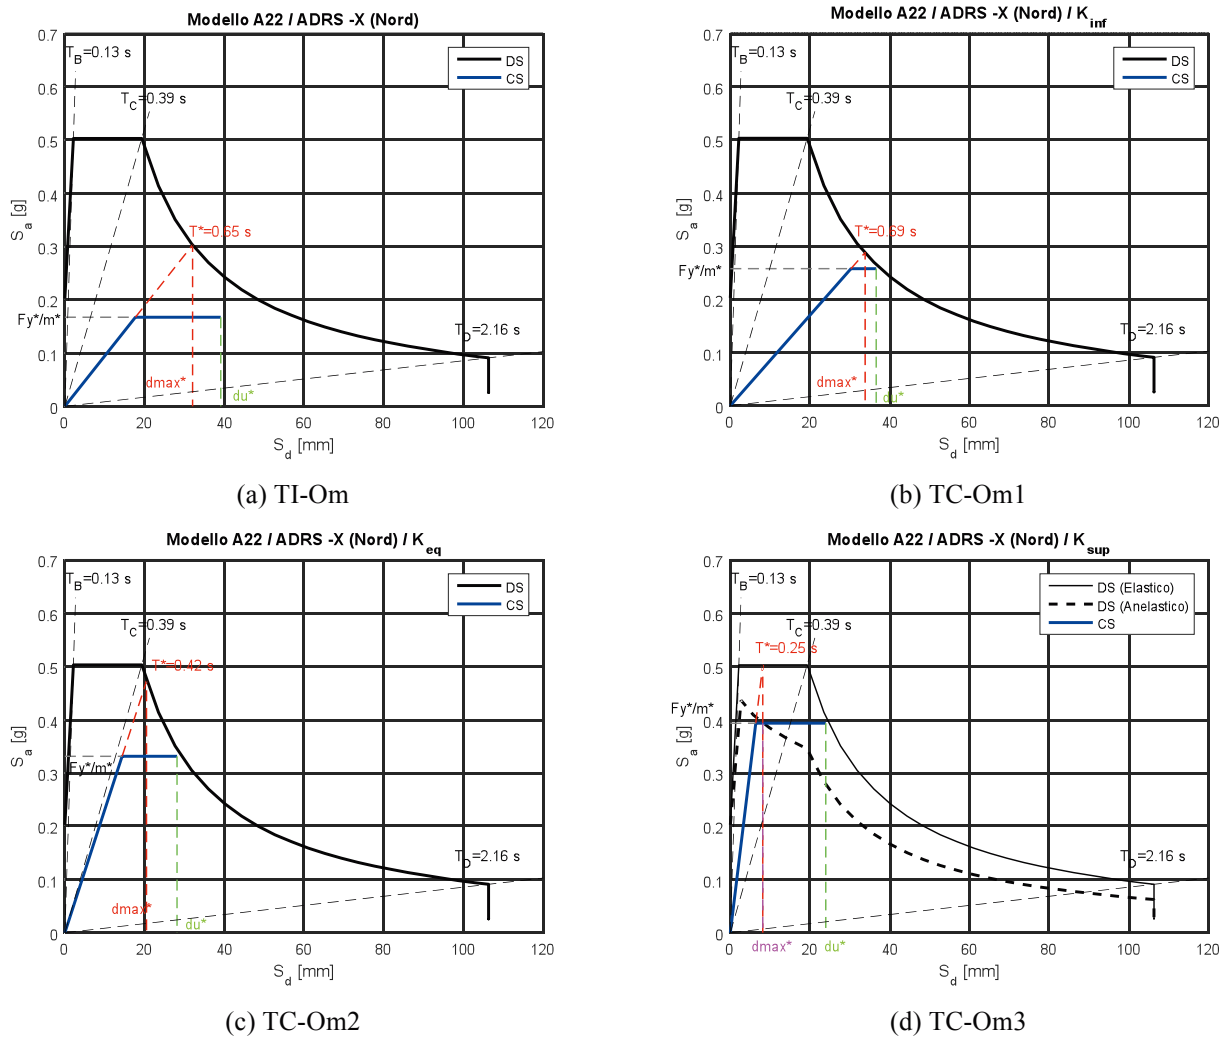 Modello A22 / ADRS -X (Nord)
T_B=0.13 s
T_C=0.39 s
DS
CS
T*=0.65 s
Fy*/m*
T_D=2.16 s
dmax*
du*
S_a [g]
0.7
0.6
0.5
0.4
0.3
0.2
0.1
0
0 20 40 60 80 100 120
S_d [mm]
(a) TI-Om
Modello A22 / ADRS -X (Nord) / K_inf
T_B=0.13 s
T_C=0.39 s
DS
CS
T*=0.69 s
Fy*/m*
T_D=2.16 s
dmax*
du*
S_a [g]
0.7
0.6
0.5
0.4
0.3
0.2
0.1
0
0 20 40 60 80 100 120
S_d [mm]
(b) TC-Om1
Modello A22 / ADRS -X (Nord) / K_eq
T_B=0.13 s
T_C=0.39 s
DS
CS
T*=0.42 s
Fy*/m*
T_D=2.16 s
dmax*
du*
S_a [g]
0.7
0.6
0.5
0.4
0.3
0.2
0.1
0
0 20 40 60 80 100 120
S_d [mm]
(c) TC-Om2
Modello A22 / ADRS -X (Nord) / K_sup
T_B=0.13 s
T_C=0.39 s
DS (Elastico)
DS (Anelastico)
CS
T*=0.25 s
Fy*/m*
T_D=2.16 s
dmax*
du*
S_a [g]
0.7
0.6
0.5
0.4
0.3
0.2
0.1
0
0 20 40 60 80 100 120
S_d [mm]
(d) TC-Om3